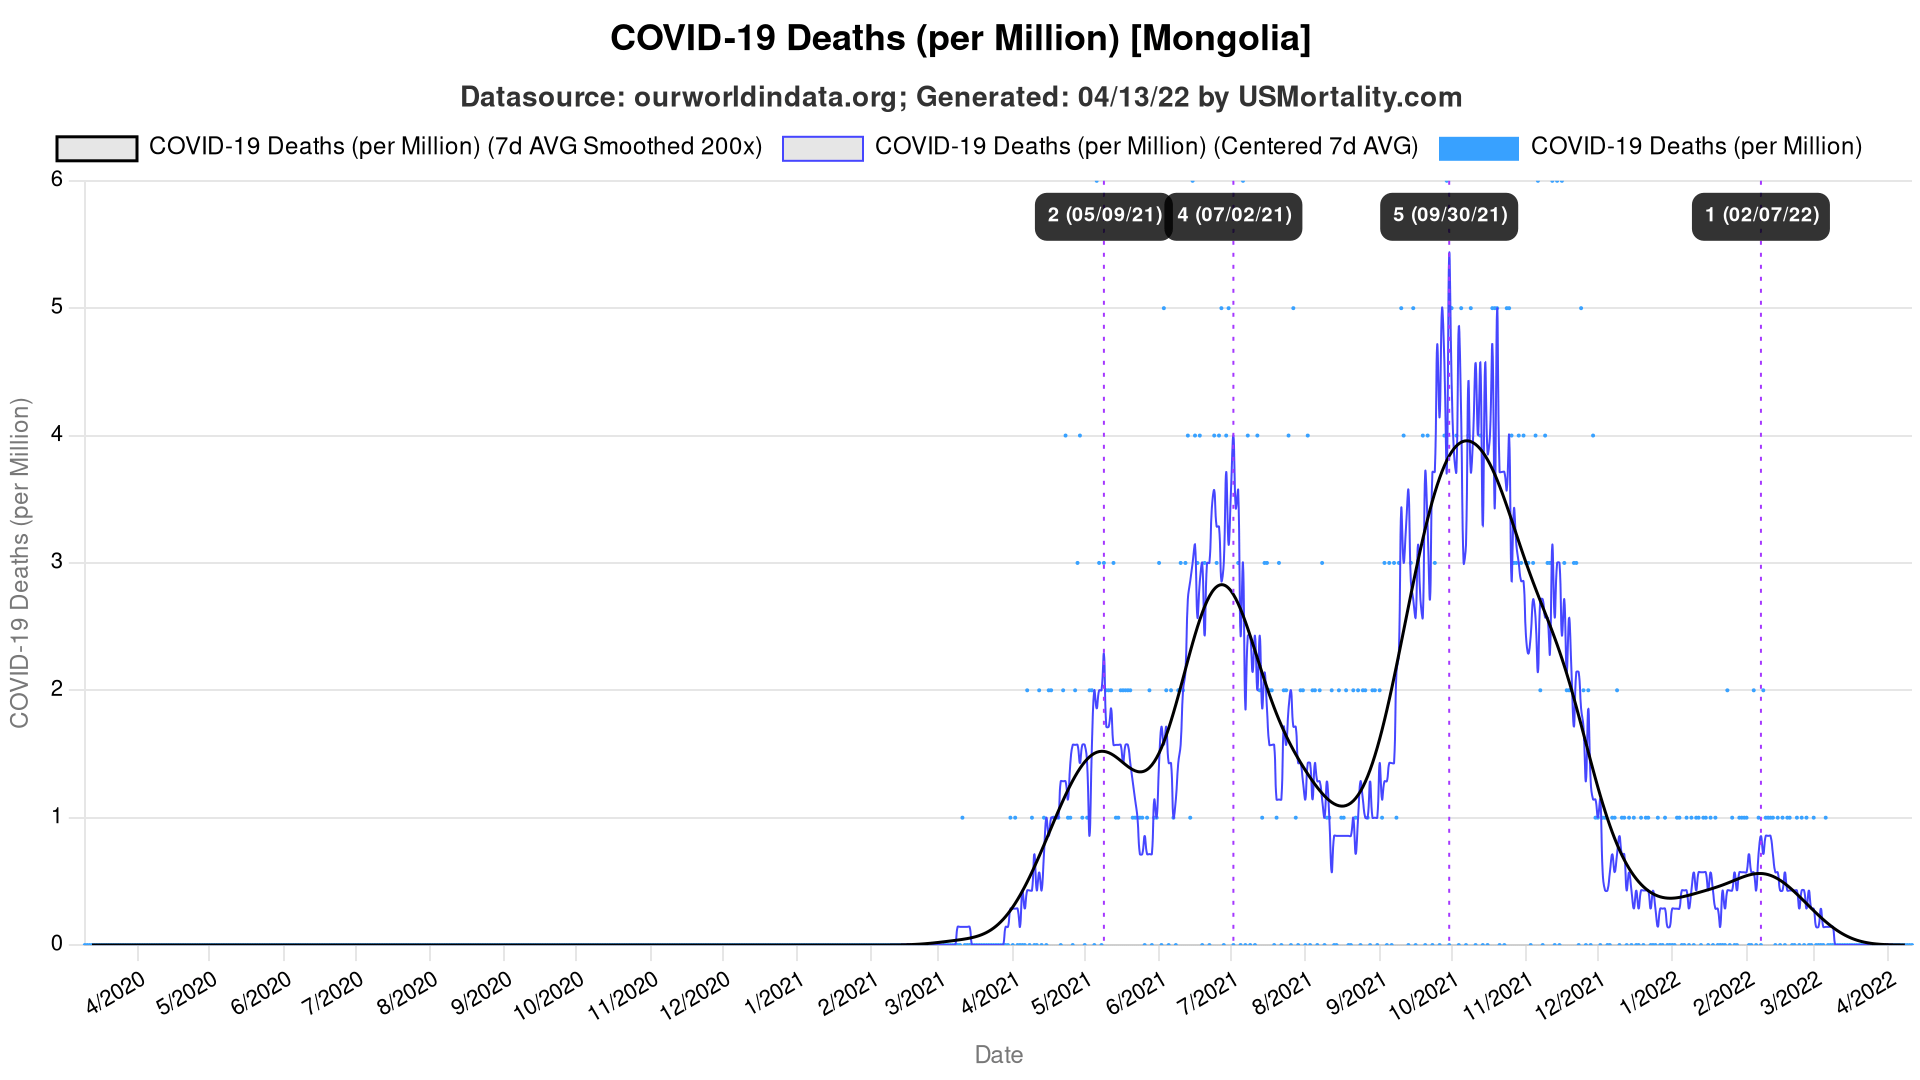 COVID-19 Deaths (per Million) [Mongolia]
Datasource: ourworldindata.org; Generated: 04/13/22 by USMortality.com
COVID-19 Deaths (per Million) (7d AVG Smoothed 200x) COVID-19 Deaths (per Million) (Centered 7d AVG) COVID-19 Deaths (per Million)
6
2 (05/09/21) 4 (07/02/21) 5 (09/30/21) 1 (02/07/22)
5
4
3
2
1
0
COVID-19 Deaths (per Million)
4/2020 5/2020 6/2020 7/2020 8/2020 9/2020 10/2020 11/2020 12/2020 1/2021 2/2021 3/2021 4/2021 5/2021 6/2021 7/2021 8/2021 9/2021 10/2021 11/2021 12/2021 1/2022 2/2022 3/2022 4/2022
Date